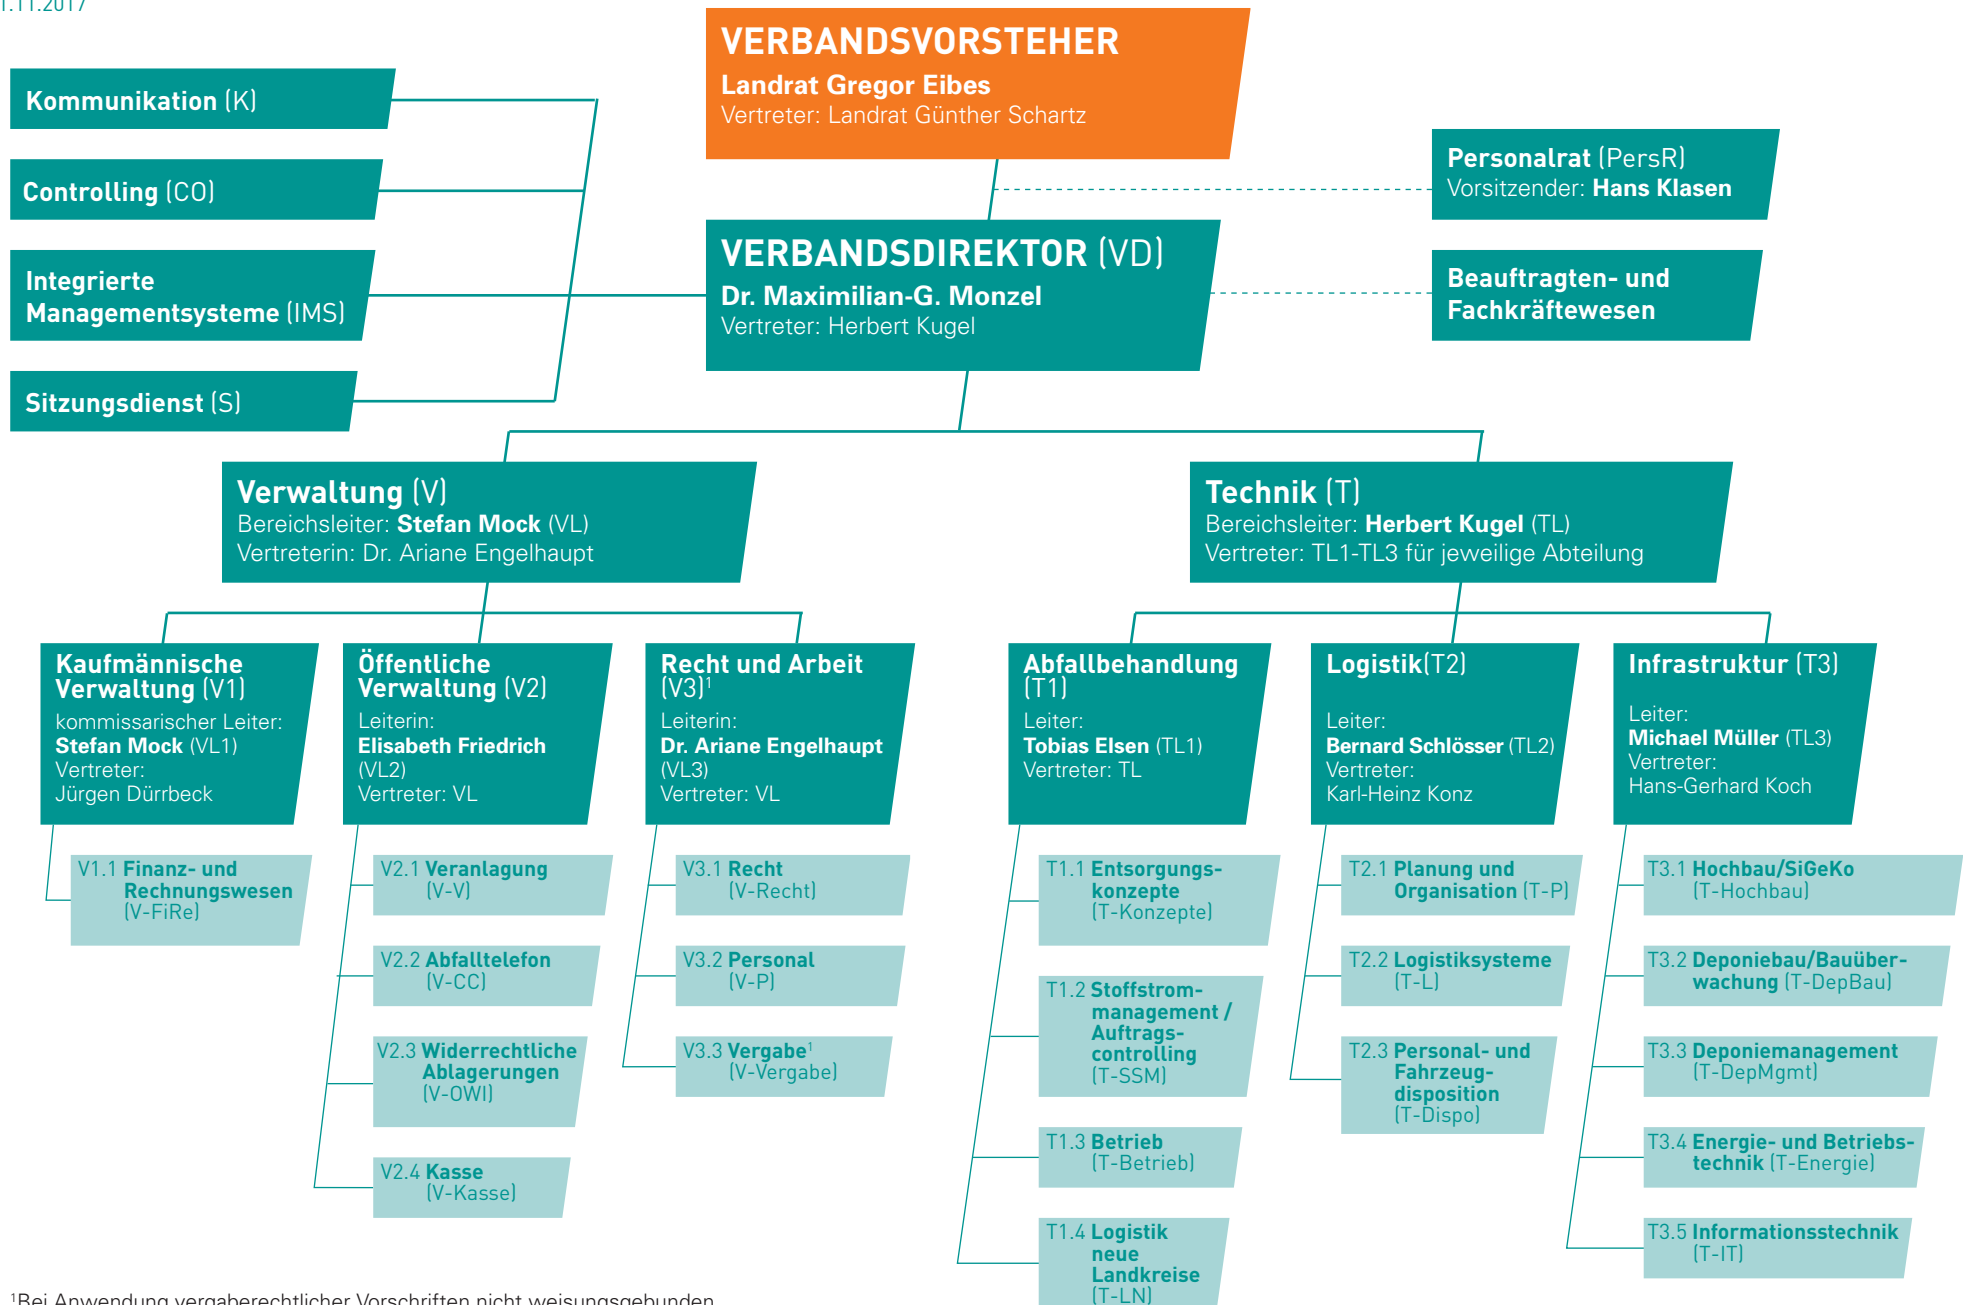 .11.2017
VERBANDSVORSTEHER
Landrat Gregor Eibes
Vertreter: Landrat Günther Schartz
Kommunikation (K)
Controlling (CO)
Integrierte
Managementsysteme (IMS)
Sitzungsdienst (S)
Personalrat (PersR)
Vorsitzender: Hans Klasen
VERBANDSDIREKTOR (VD)
Dr. Maximilian-G. Monzel
Vertreter: Herbert Kugel
Beauftragten- und
Fachkräftewesen
Verwaltung (V)
Bereichsleiter: Stefan Mock (VL)
Vertreterin: Dr. Ariane Engelhaupt
Technik (T)
Bereichsleiter: Herbert Kugel (TL)
Vertreter: TL1-TL3 für jeweilige Abteilung
Kaufmännische
Verwaltung (V1)
kommissarischer Leiter:
Stefan Mock (VL1)
Vertreter:
Jürgen Dürrbeck
Öffentliche
Verwaltung (V2)
Leiterin:
Elisabeth Friedrich
(VL2)
Vertreter: VL
Recht und Arbeit
(V3)¹
Leiterin:
Dr. Ariane Engelhaupt
(VL3)
Vertreter: VL
Abfallbehandlung
(T1)
Leiter:
Tobias Elsen (TL1)
Vertreter: TL
Logistik(T2)
Leiter:
Bernard Schlösser (TL2)
Vertreter:
Karl-Heinz Konz
Infrastruktur (T3)
Leiter:
Michael Müller (TL3)
Vertreter:
Hans-Gerhard Koch
V1.1 Finanz- und
Rechnungswesen
(V-FiRe)
V2.1 Veranlagung
(V-V)
V2.2 Abfalltelefon
(V-CC)
V2.3 Widerrechtliche
Ablagerungen
(V-OWI)
V2.4 Kasse
(V-Kasse)
V3.1 Recht
(V-Recht)
V3.2 Personal
(V-P)
V3.3 Vergabe¹
(V-Vergabe)
T1.1 Entsorgungs-
konzepte
(T-Konzepte)
T1.2 Stoffstrom-
management /
Auftrags-
controlling
(T-SSM)
T1.3 Betrieb
(T-Betrieb)
T1.4 Logistik
neue
Landkreise
(T-LN)
T2.1 Planung und
Organisation (T-P)
T2.2 Logistiksysteme
(T-L)
T2.3 Personal- und
Fahrzeug-
disposition
(T-Dispo)
T3.1 Hochbau/SiGeKo
(T-Hochbau)
T3.2 Deponiebau/Bauüber-
wachung (T-DepBau)
T3.3 Deponiemanagement
(T-DepMgmt)
T3.4 Energie- und Betriebs-
technik (T-Energie)
T3.5 Informationsstechnik
(T-IT)
¹Bei Anwendung vergaberechtlicher Vorschriften nicht weisungsgebunden